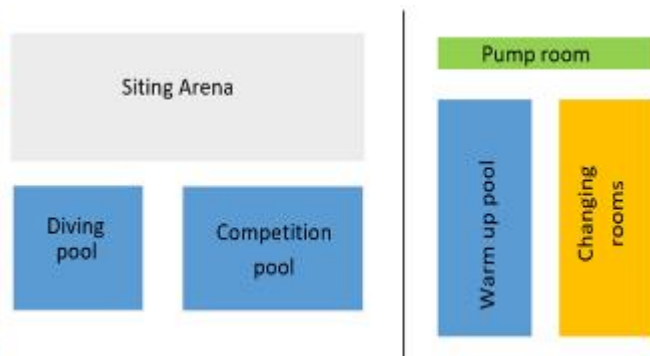 Siting Arena
Diving
pool
Competition
pool
Pump room
Warm up pool
Changing
rooms